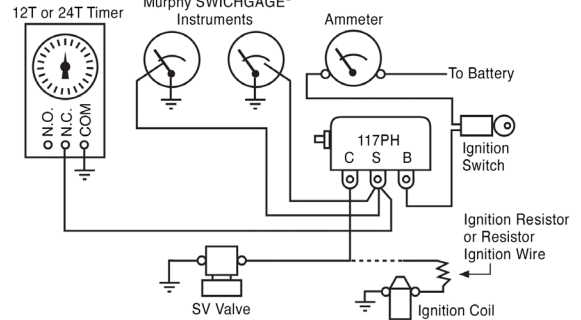 Murphy SWICHGAGE®
12T or 24T Timer
Instruments
Ammeter
To Battery
N.O.
N.C.
COM
117PH
C S B
Ignition
Switch
Ignition Resistor
or Resistor
Ignition Wire
SV Valve
Ignition Coil